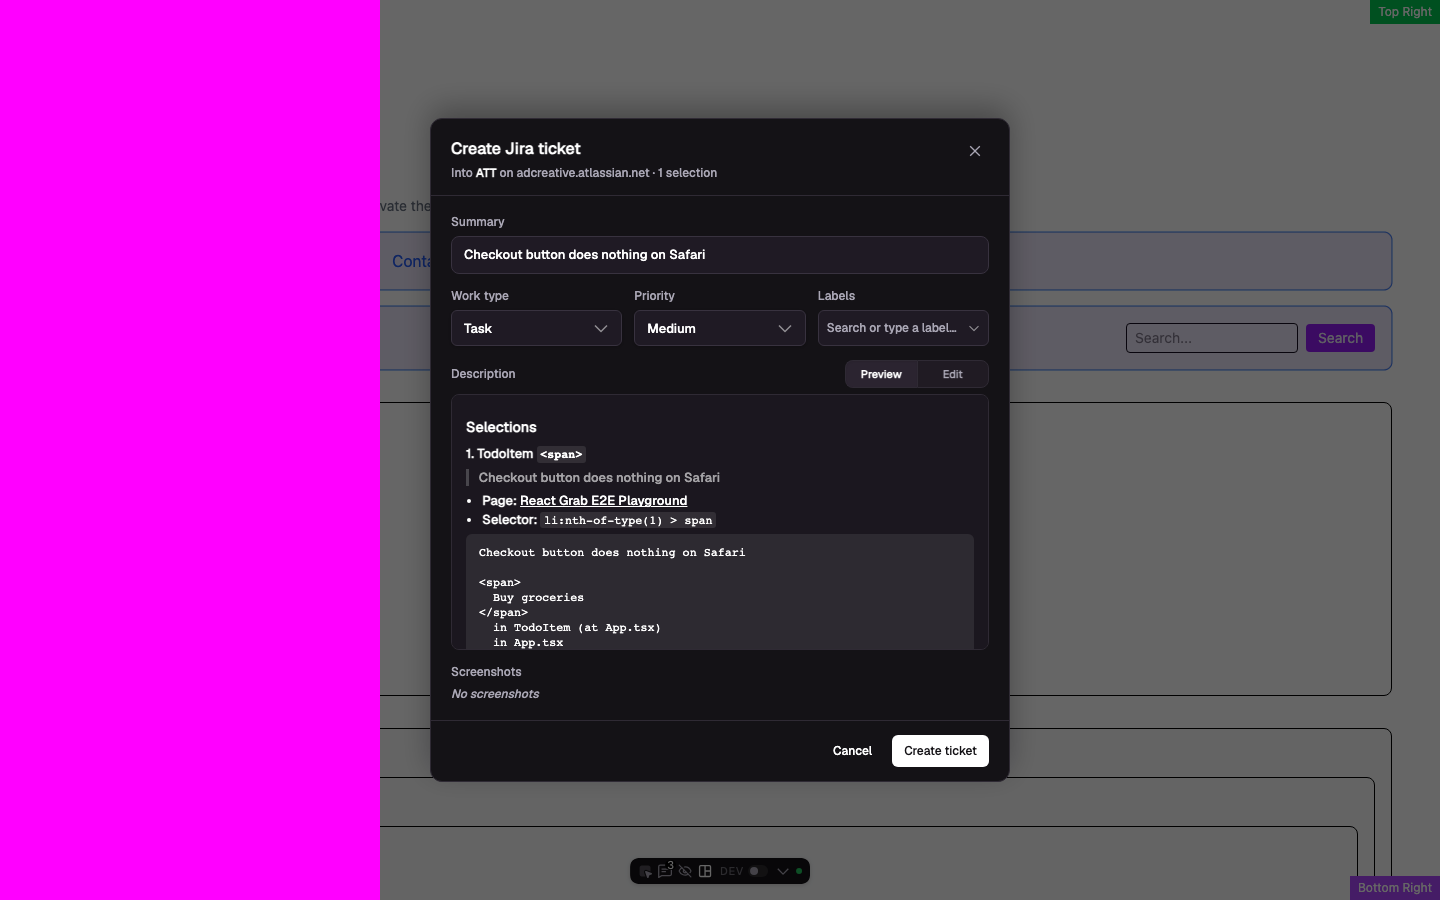 Top Right
Create Jira ticket
Into ATT on adcreative.atlassian.net · 1 selection
vate the
Summary
Conta
Checkout button does nothing on Safari
Work type
Priority
Labels
Task
Medium
Search or type a label...
Search...
Search
Description
Preview
Edit
Selections
1. TodoItem <span>
Checkout button does nothing on Safari
• Page: React Grab E2E Playground
• Selector: li:nth-of-type(1) > span
Checkout button does nothing on Safari
<span>
Buy groceries
</span>
in TodoItem (at App.tsx)
in App.tsx
Screenshots
No screenshots
Cancel
Create ticket
3
DEV
Bottom Right